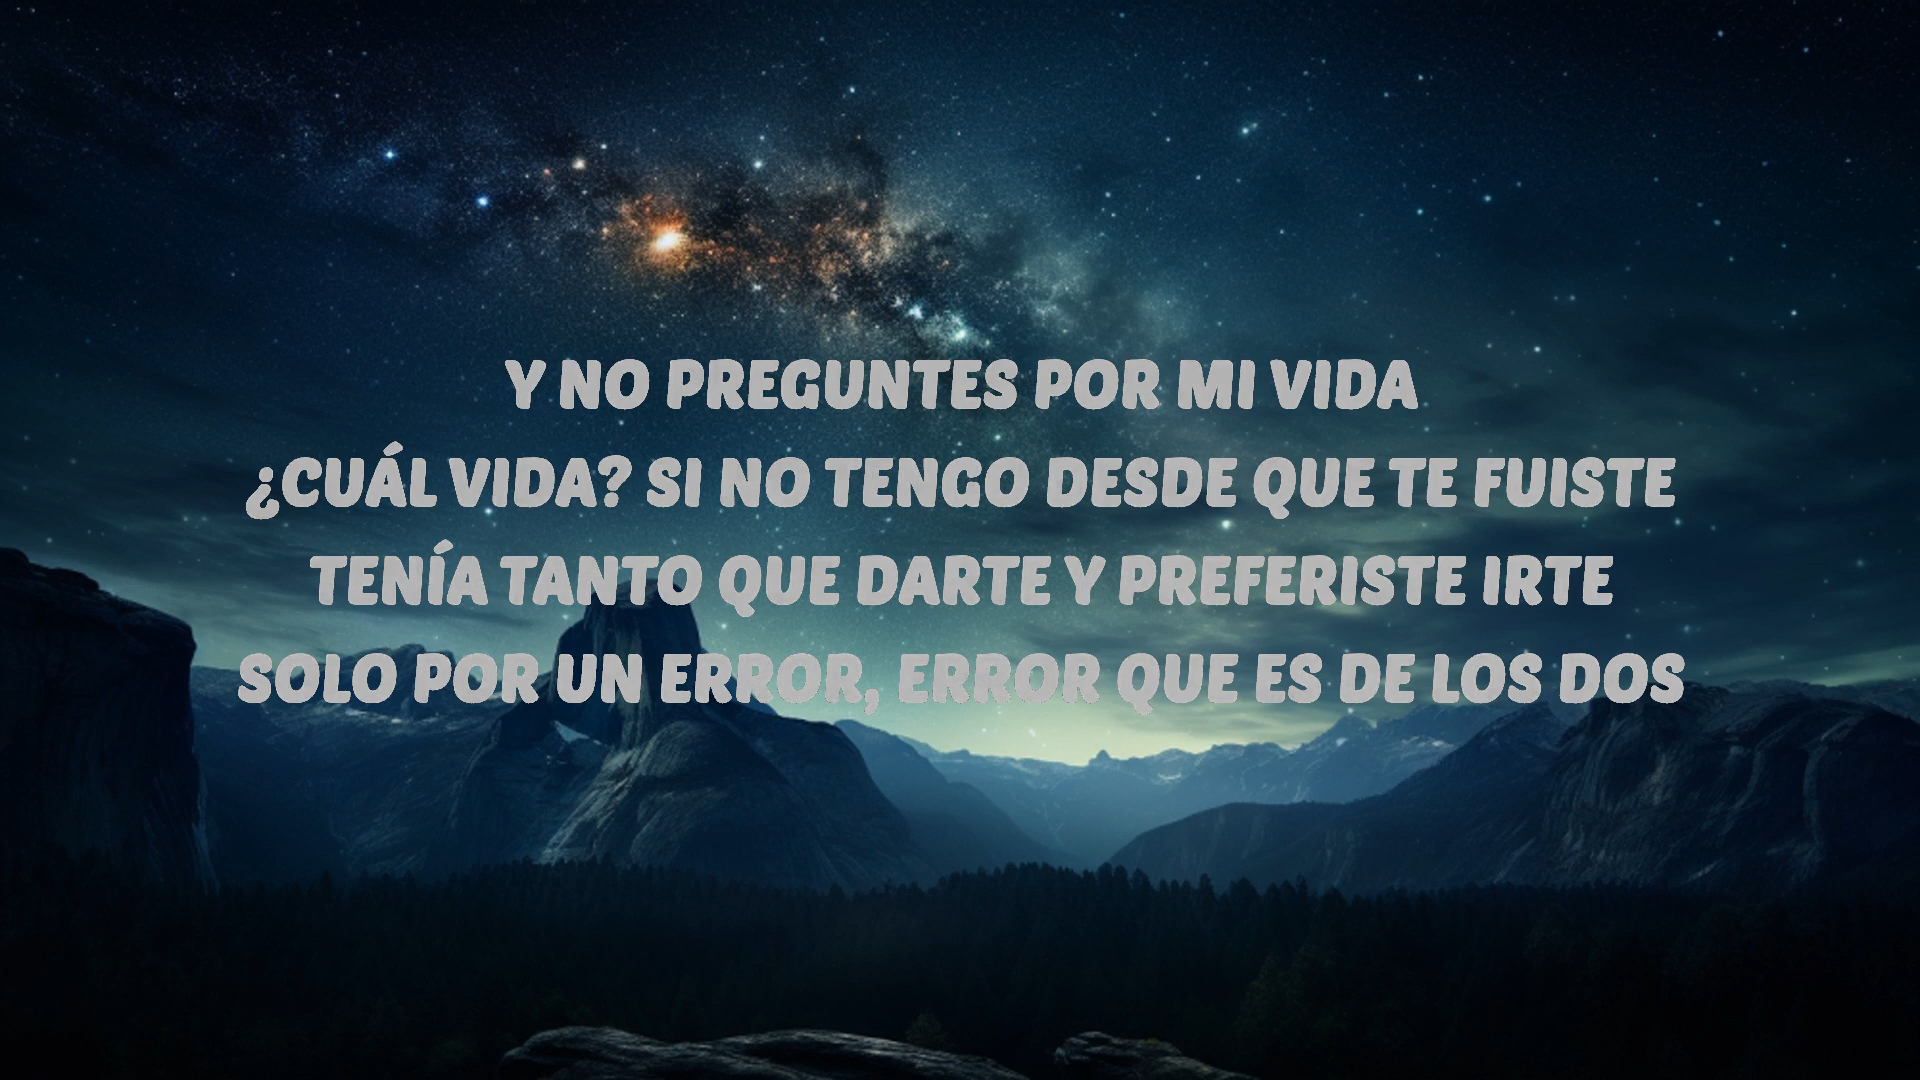 Y NO PREGUNTES POR MI VIDA
¿CUÁL VIDA? SI NO TENGO DESDE QUE TE FUISTE
TENÍA TANTO QUE DARTE Y PREFERISTE IRTE
SOLO POR UN ERROR, ERROR QUE ES DE LOS DOS